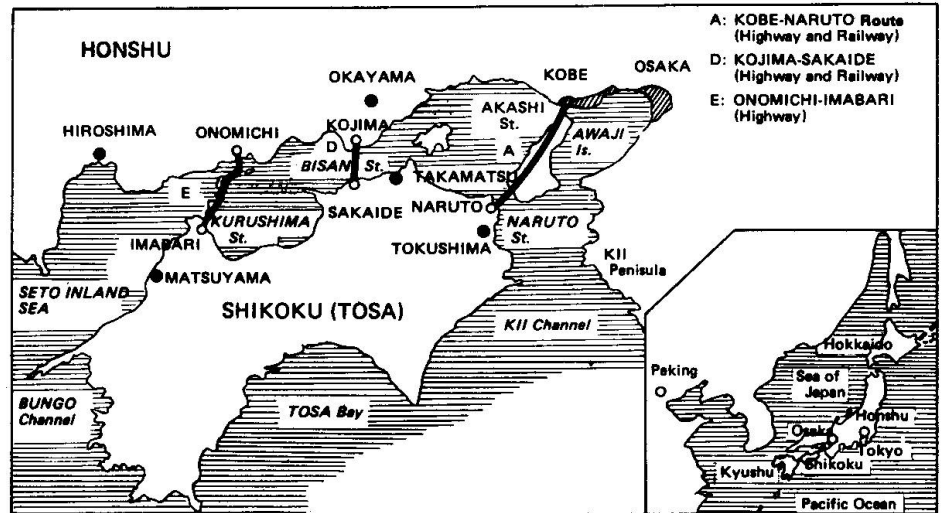 HONSHU
A: KOBE-NARUTO Route
(Highway and Railway)
D: KOJIMA-SAKAIDE
(Highway and Railway)
E: ONOMICHI-IMABARI
(Highway)
OKAYAMA
KOBE
OSAKA
HIROSHIMA
ONOMICHI
KOJIMA
AKASHI
St.
AWAJI
Is.
D
BISAN St.
A
TAKAMATSU
E
SAKAIDE
NARUTO
KURUSHIMA
St.
NARUTO
St.
IMABARI
TOKUSHIMA
KII
Penisula
MATSUYAMA
SETO INLAND
SEA
SHIKOKU (TOSA)
KII Channel
BUNGO
Channel
TOSA Bay
Hokkaido
Peking
Sea of
Japan
Honshu
Osaka
Tokyo
Shikoku
Kyushu
Pacific Ocean